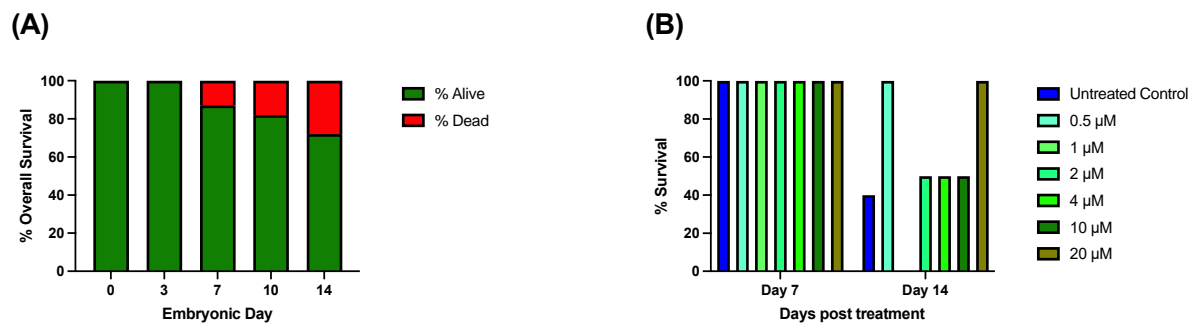 (A)
100
80
60
40
20
0
% Overall Survival
0 3 7 10 14
Embryonic Day
% Alive
% Dead
(B)
100
80
60
40
20
0
% Survival
Day 7 Day 14
Days post treatment
Untreated Control
0.5 µM
1 µM
2 µM
4 µM
10 µM
20 µM